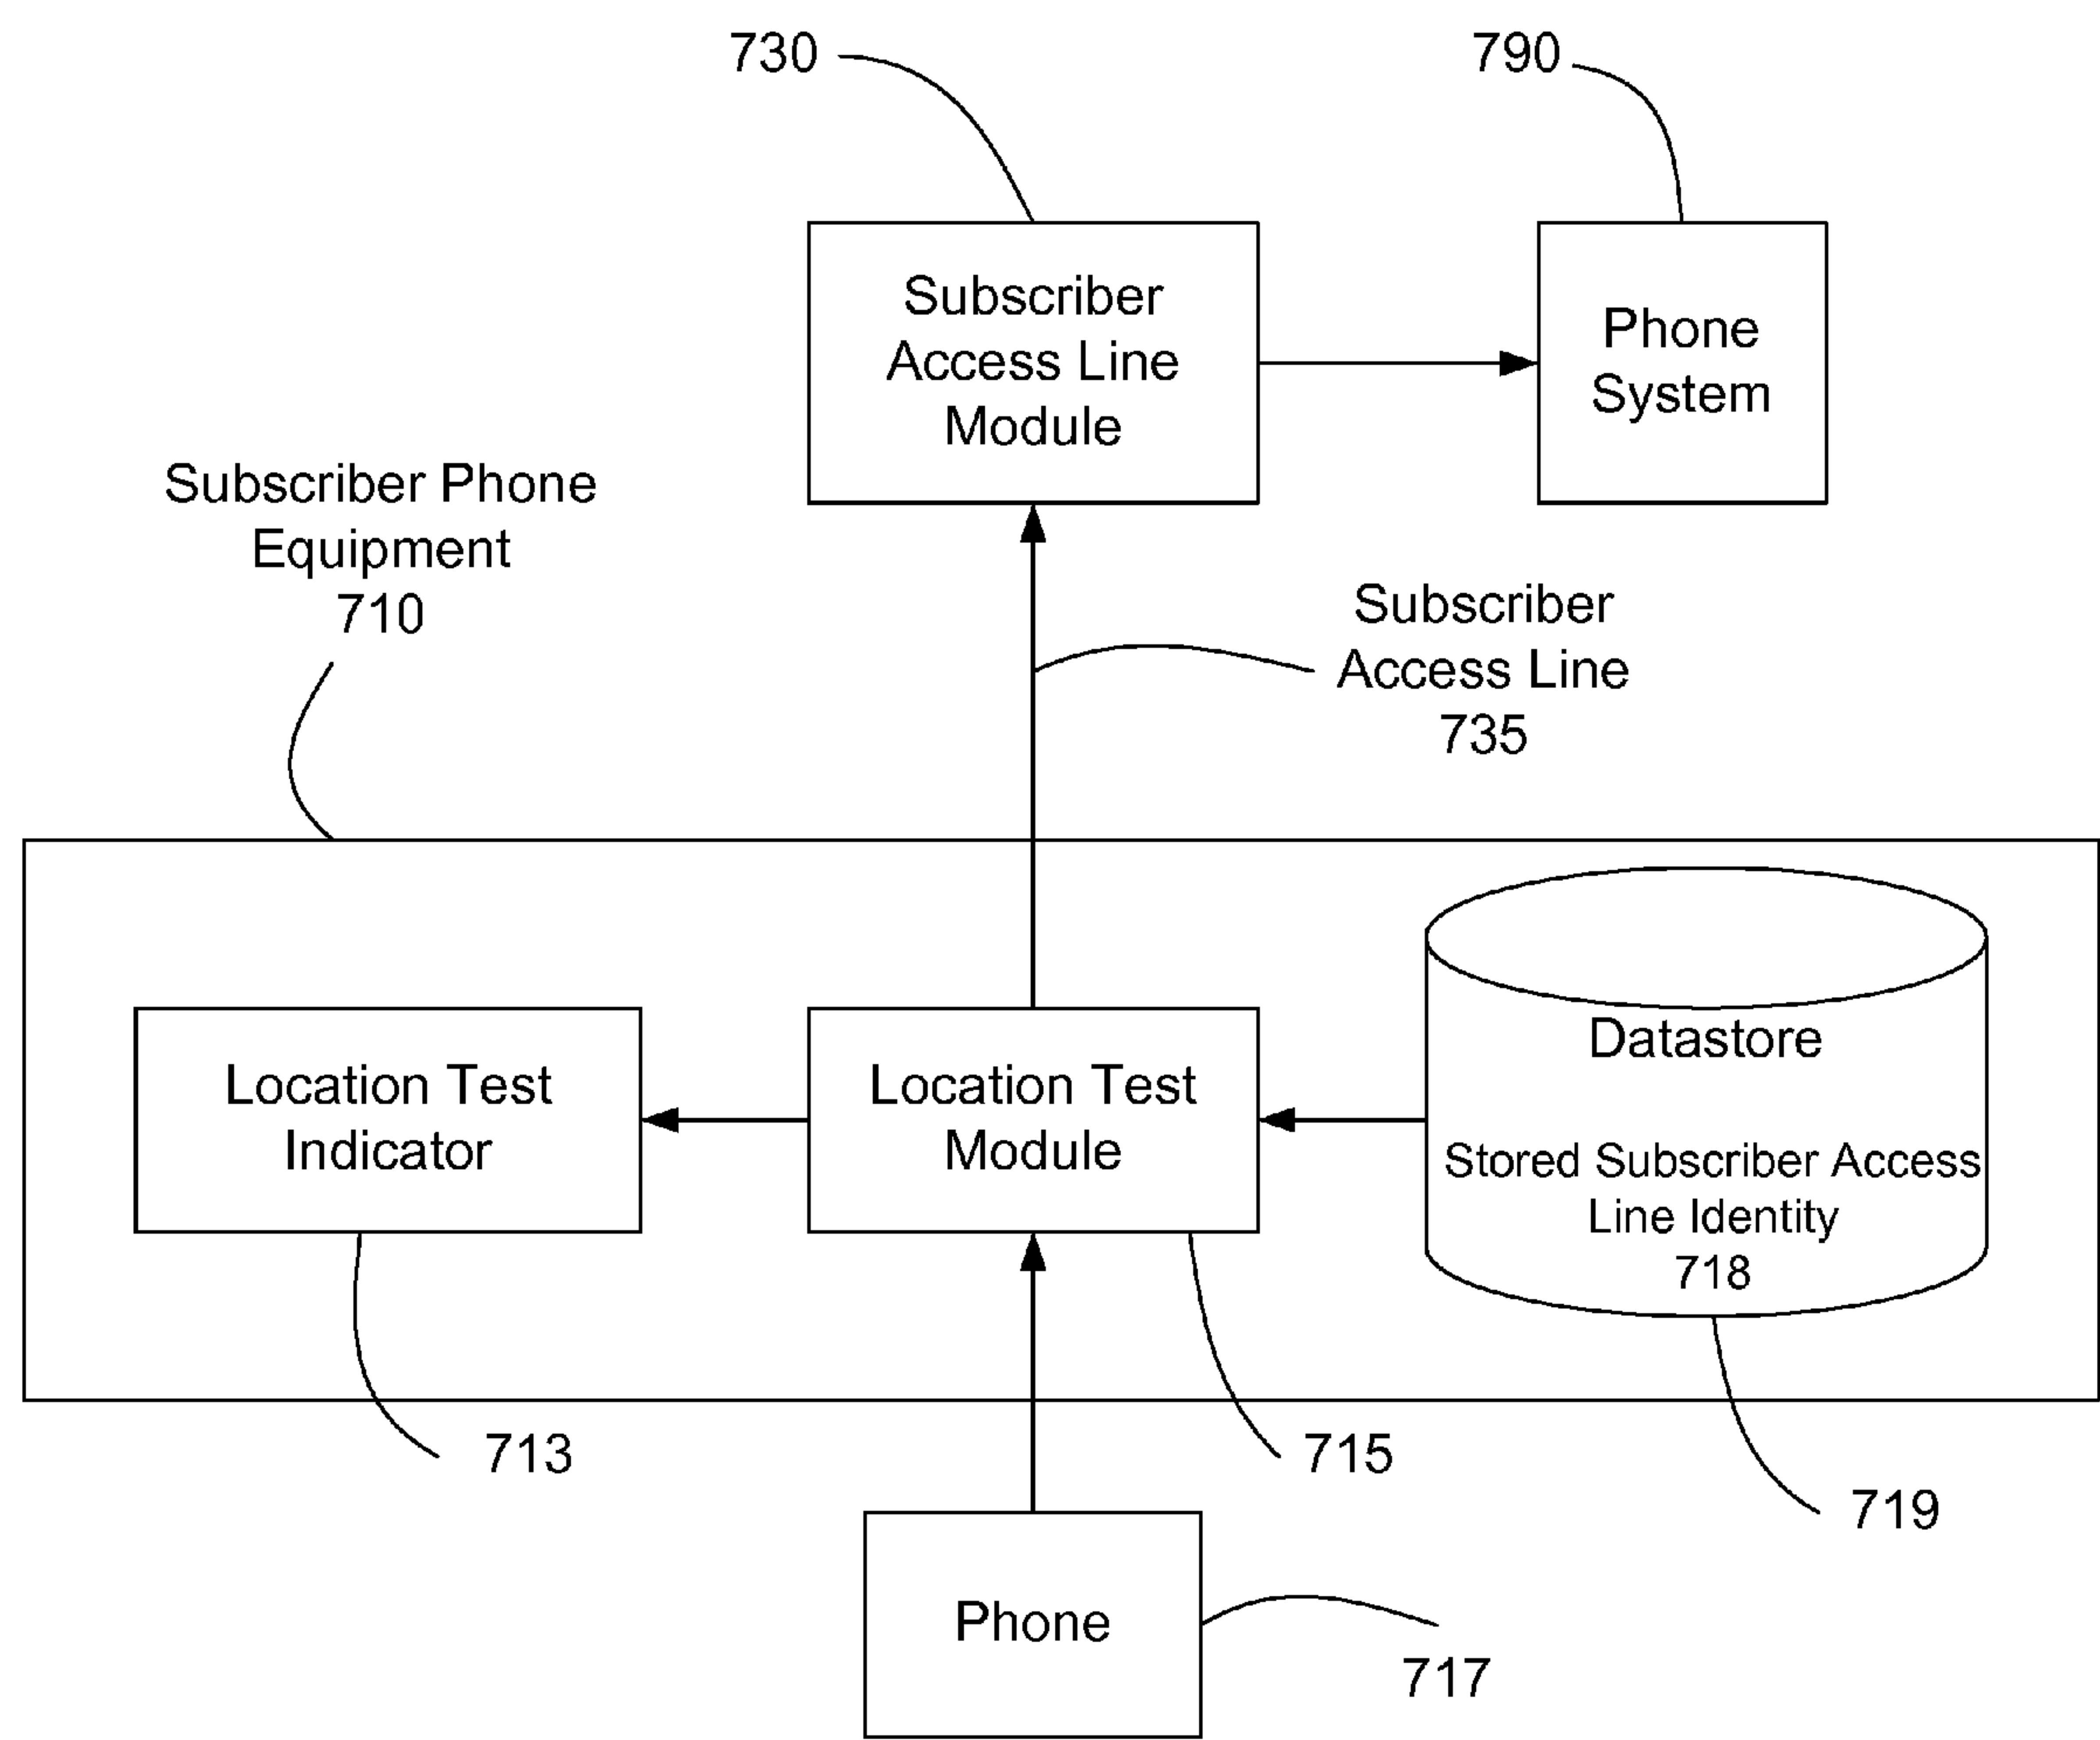 730
790
Subscriber
Access Line
Module
Phone
System
Subscriber Phone
Equipment
710
Subscriber
Access Line
735
Location Test
Indicator
Location Test
Module
Datastore
Stored Subscriber Access
Line Identity
718
713
715
719
Phone
717